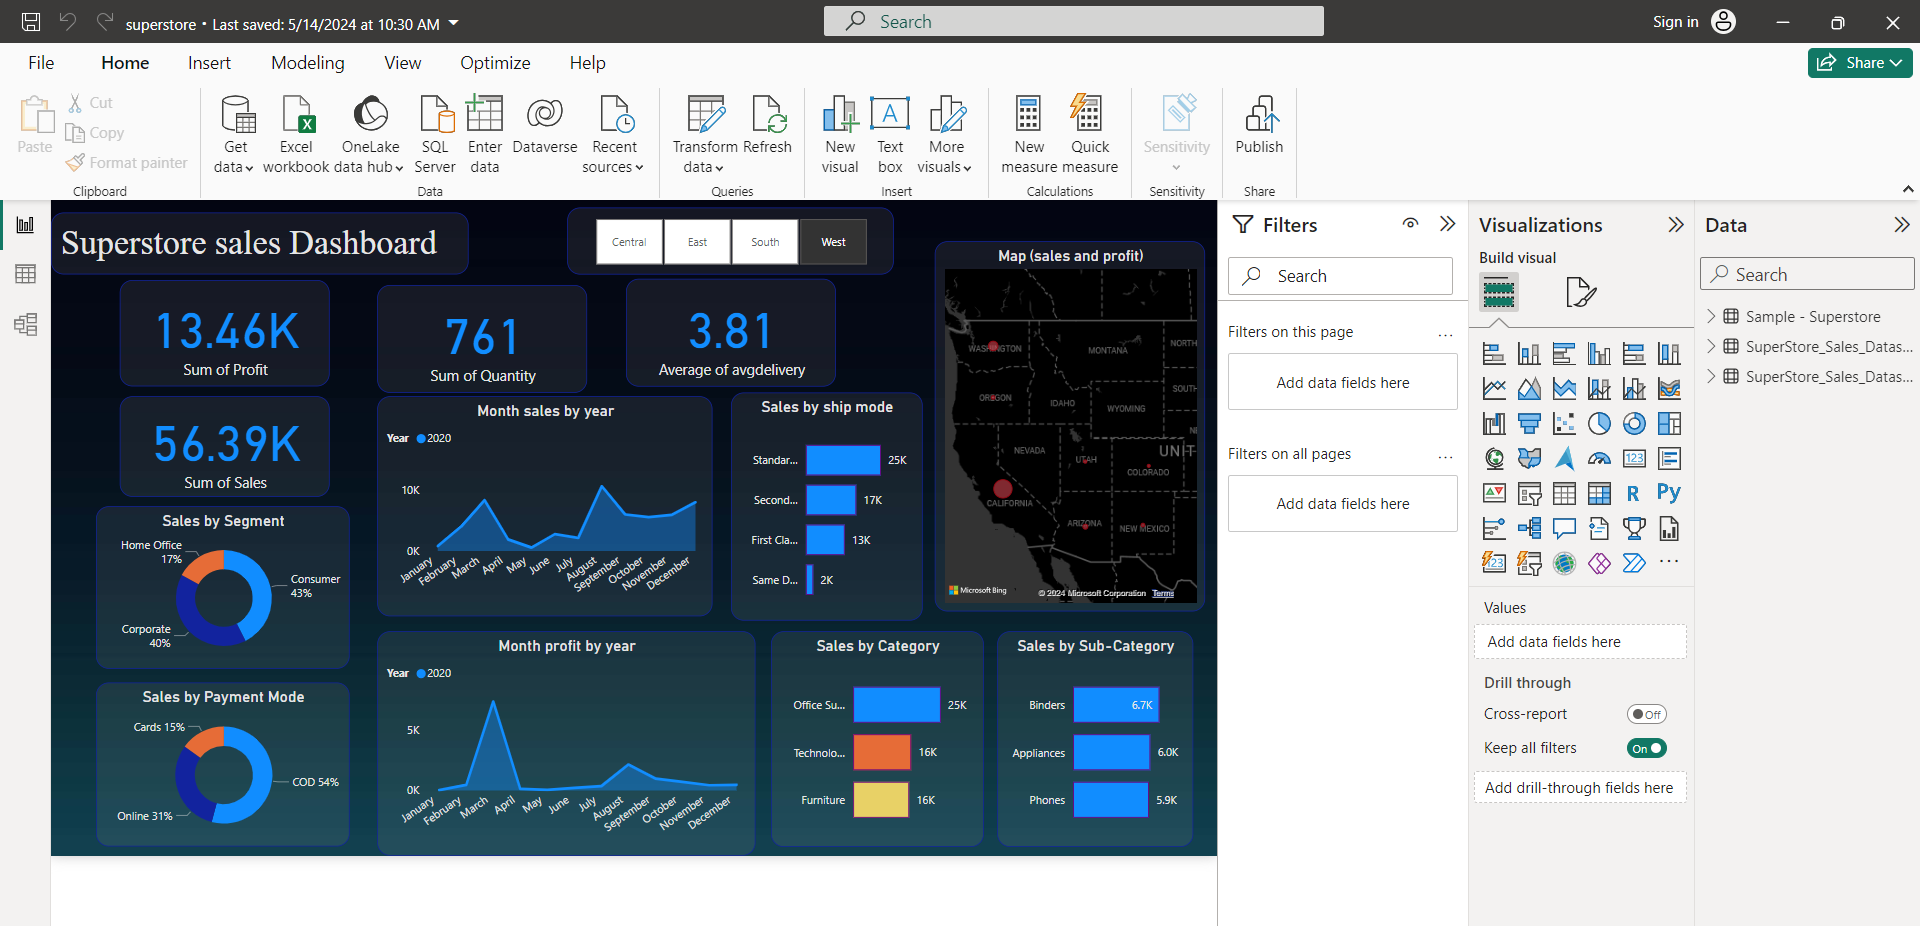 superstore • Last saved: 5/14/2024 at 10:30 AM
Search
Sign in
File
Home
Insert
Modeling
View
Optimize
Help
Share
Paste
Cut
Copy
Format painter
Clipboard
Get data
Excel workbook
OneLake data hub
SQL Server
Enter data
Dataverse
Recent sources
Data
Transform data
Refresh
Queries
New visual
Text box
More visuals
Insert
New measure
Quick measure
Calculations
Sensitivity
Sensitivity
Publish
Share
Superstore sales Dashboard
Central
East
South
West
13.46K
Sum of Profit
761
Sum of Quantity
3.81
Average of avgdelivery
56.39K
Sum of Sales
Month sales by year
Year 2020
10K
0K
January
February
March
April
May
June
July
August
September
October
November
December
Sales by ship mode
Standar... 25K
Second... 17K
First Cla... 13K
Same D... 2K
Map (sales and profit)
WASHINGTON
MONTANA
NORTH
OREGON
IDAHO
SOUTH
WYOMING
NE
NEVADA
UTAH
UNIT
COLORADO
CALIFORNIA
ARIZONA
NEW MEXICO
Microsoft Bing
© 2024 Microsoft Corporation Terms
Sales by Segment
Home Office
17%
Consumer
43%
Corporate
40%
Sales by Payment Mode
Cards 15%
COD 54%
Online 31%
Month profit by year
Year 2020
5K
0K
January
February
March
April
May
June
July
August
September
October
November
December
Sales by Category
Office Su... 25K
Technolo... 16K
Furniture 16K
Sales by Sub-Category
Binders 6.7K
Appliances 6.0K
Phones 5.9K
Filters
Search
Filters on this page ...
Add data fields here
Filters on all pages ...
Add data fields here
Visualizations
Build visual
123
R
Py
123
...
Values
Add data fields here
Drill through
Cross-report Off
Keep all filters On
Add drill-through fields here
Data
Search
Sample - Superstore
SuperStore_Sales_Datas...
SuperStore_Sales_Datas...